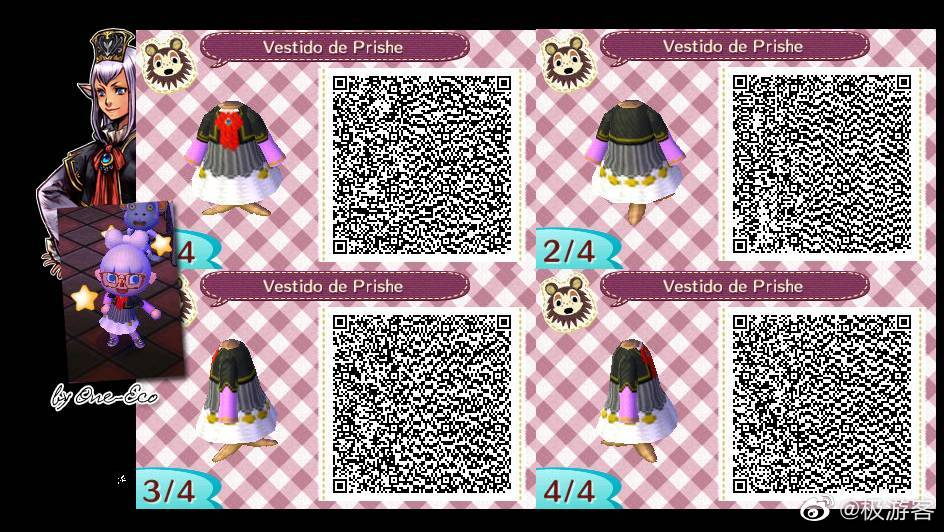 Vestido de Prishe
Vestido de Prishe
4
2/4
Vestido de Prishe
Vestido de Prishe
by One-Eco
3/4
4/4
@极游客